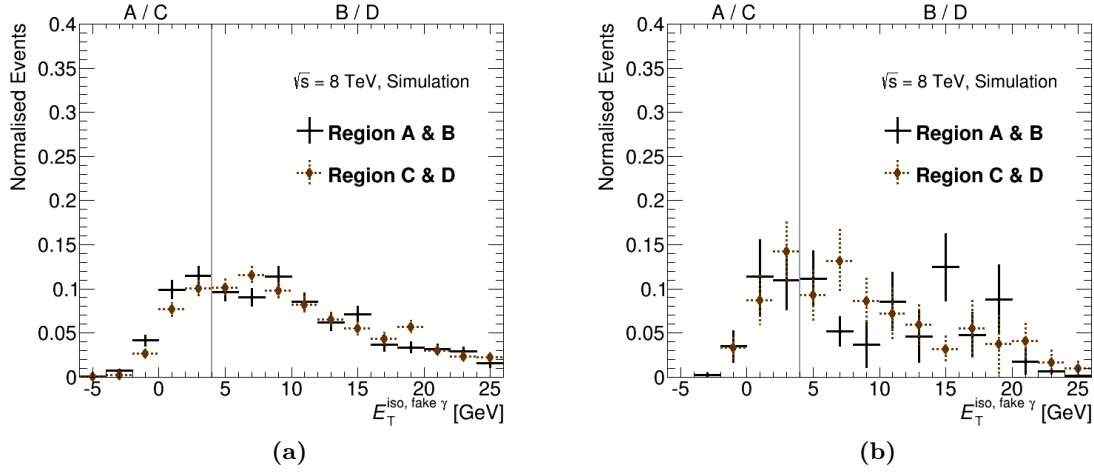 A / C B / D
Normalised Events
0.4
0.35
0.3
0.25
0.2
0.15
0.1
0.05
0
√s = 8 TeV, Simulation
Region A & B
Region C & D
-5 0 5 10 15 20 25
E_T^{iso, fake γ} [GeV]
(a)
A / C B / D
Normalised Events
0.4
0.35
0.3
0.25
0.2
0.15
0.1
0.05
0
√s = 8 TeV, Simulation
Region A & B
Region C & D
-5 0 5 10 15 20 25
E_T^{iso, fake γ} [GeV]
(b)